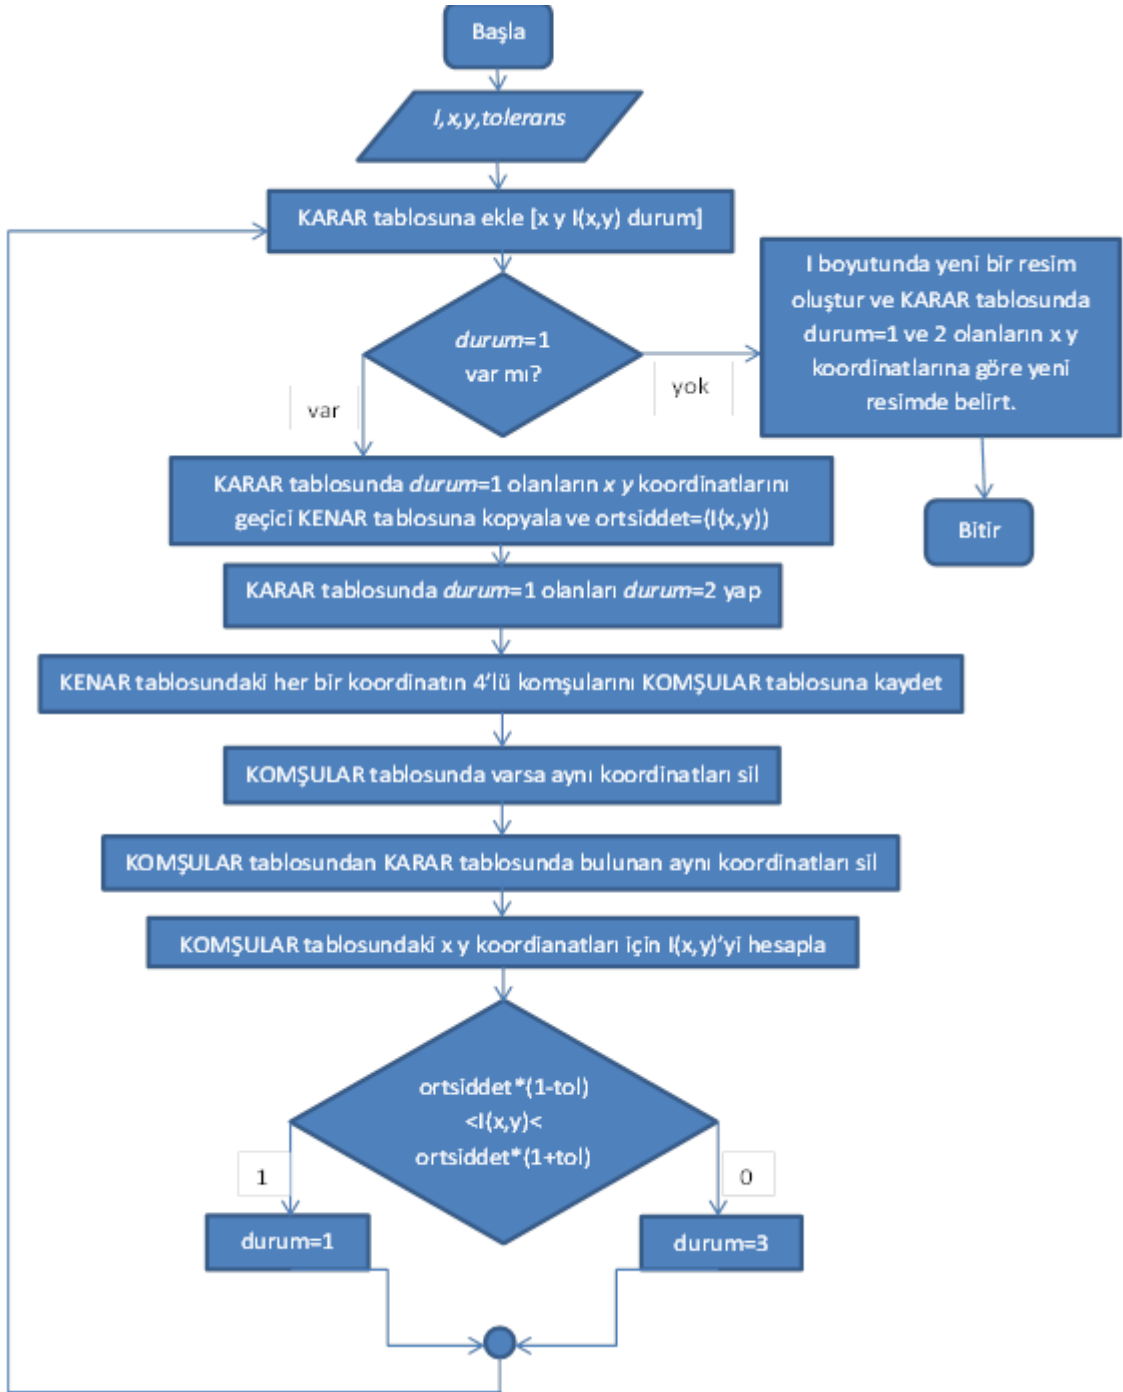 Başla
I,x,y,tolerans
KARAR tablosuna ekle [x y I(x,y) durum]
durum=1
var mı?
var
yok
I boyutunda yeni bir resim
oluştur ve KARAR tablosunda
durum=1 ve 2 olanların x y
koordinatlarına göre yeni
resimde belirt.
Bitir
KARAR tablosunda durum=1 olanların x y koordinatlarını
geçici KENAR tablosuna kopyala ve ortsiddet=(I(x,y))
KARAR tablosunda durum=1 olanları durum=2 yap
KENAR tablosundaki her bir koordinatın 4'lü komşularını KOMŞULAR tablosuna kaydet
KOMŞULAR tablosunda varsa aynı koordinatları sil
KOMŞULAR tablosundan KARAR tablosunda bulunan aynı koordinatları sil
KOMŞULAR tablosundaki x y koordianatları için I(x,y)'yi hesapla
ortsiddet*(1-tol)
<I(x,y)<
ortsiddet*(1+tol)
1
0
durum=1
durum=3